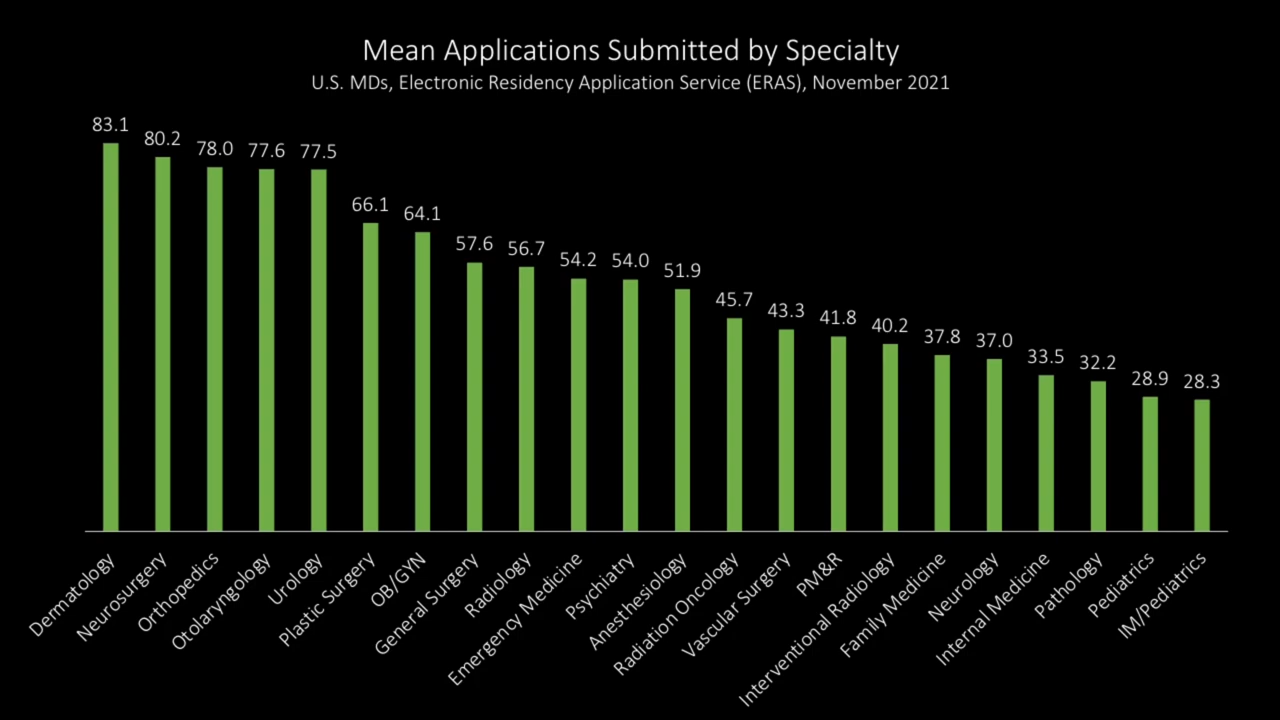 Mean Applications Submitted by Specialty
U.S. MDs, Electronic Residency Application Service (ERAS), November 2021
83.1
80.2
78.0
77.6
77.5
66.1
64.1
57.6
56.7
54.2
54.0
51.9
45.7
43.3
41.8
40.2
37.8
37.0
33.5
32.2
28.9
28.3
Dermatology
Neurosurgery
Orthopedics
Otolaryngology
Urology
Plastic Surgery
OB/GYN
General Surgery
Radiology
Emergency Medicine
Psychiatry
Anesthesiology
Radiation Oncology
Vascular Surgery
PM&R
Interventional Radiology
Family Medicine
Neurology
Internal Medicine
Pathology
Pediatrics
IM/Pediatrics